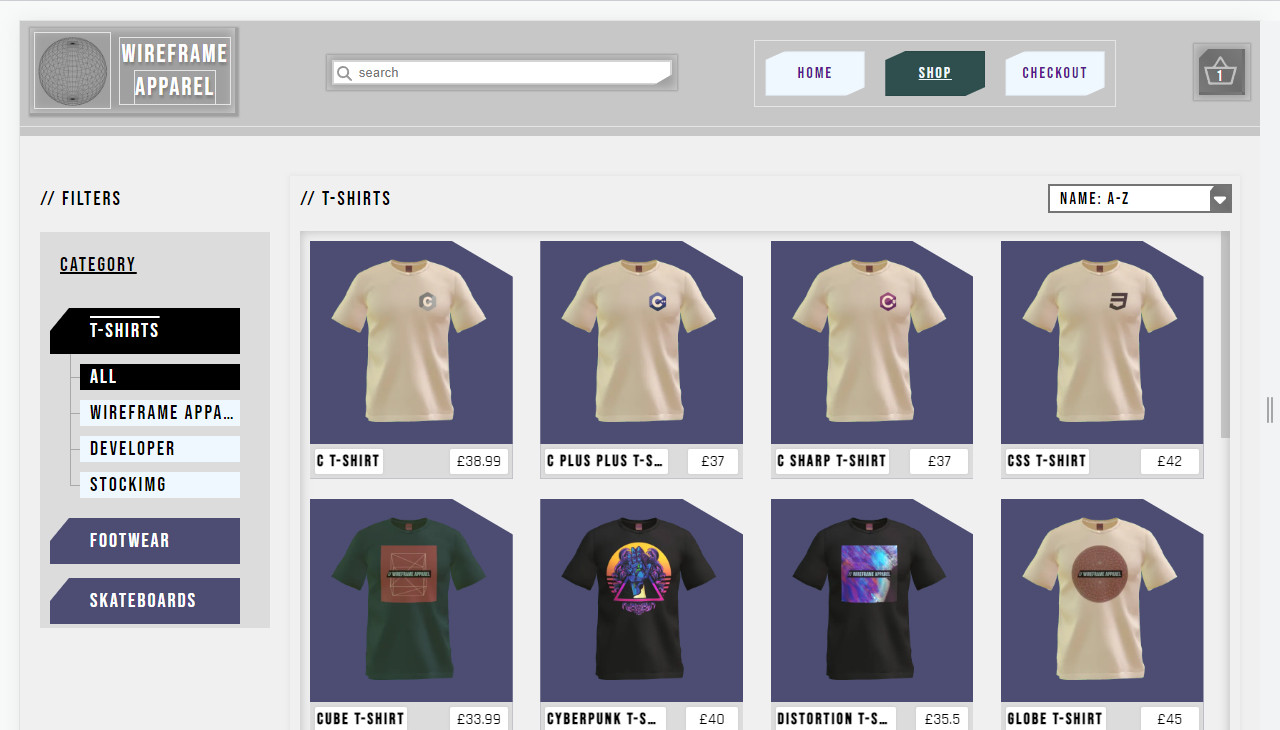 WIREFRAME
APPAREL
search
HOME
SHOP
CHECKOUT
1
// FILTERS
CATEGORY
T-SHIRTS
ALL
WIREFRAME APPA...
DEVELOPER
STOCKIMG
FOOTWEAR
SKATEBOARDS
// T-SHIRTS
NAME: A-Z
C T-SHIRT
£38.99
C PLUS PLUS T-S...
£37
C SHARP T-SHIRT
£37
CSS T-SHIRT
£42
// WIREFRAME APPAREL
// WIREFRAME APPAREL
// WIREFRAME APPAREL
CUBE T-SHIRT
£33.99
CYBERPUNK T-S...
£40
DISTORTION T-S...
£35.5
GLOBE T-SHIRT
£45